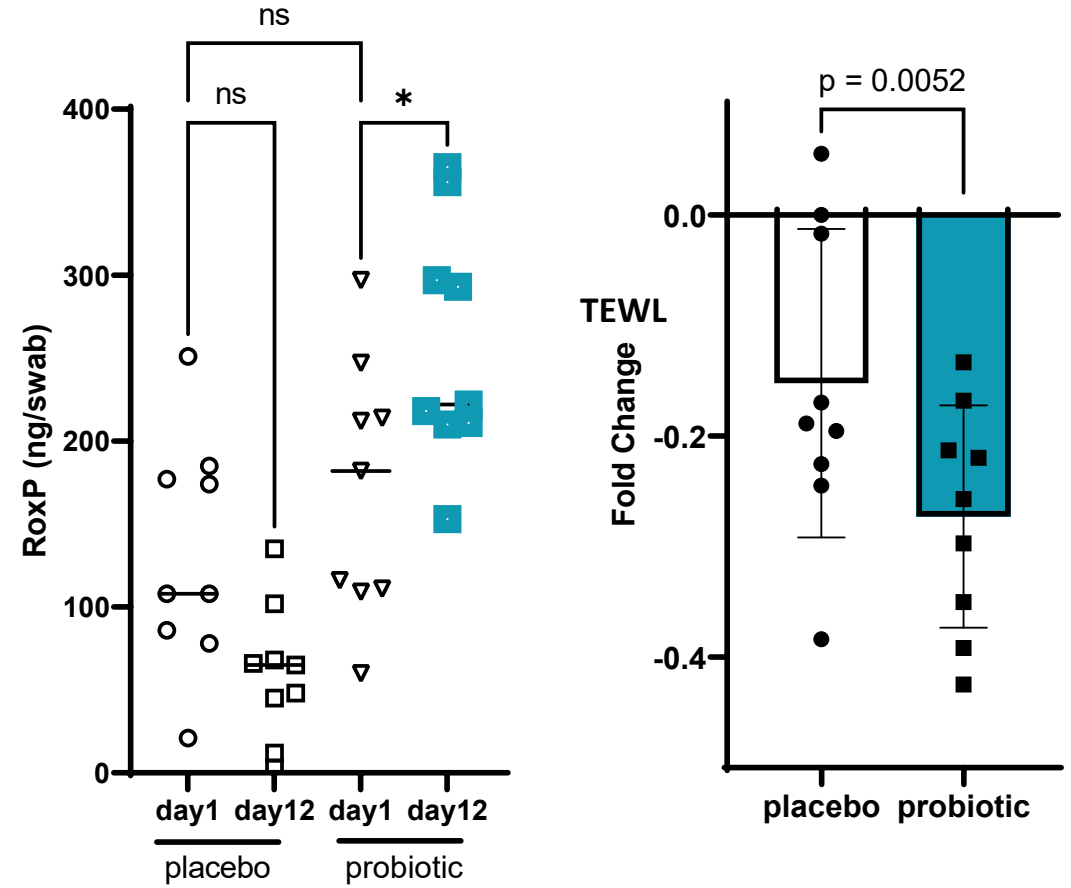 ns
ns
*
400
300
200
100
0
RoxP (ng/swab)
day1 day12 day1 day12
placebo probiotic
p = 0.0052
0.0
-0.2
-0.4
TEWL
Fold Change
placebo probiotic